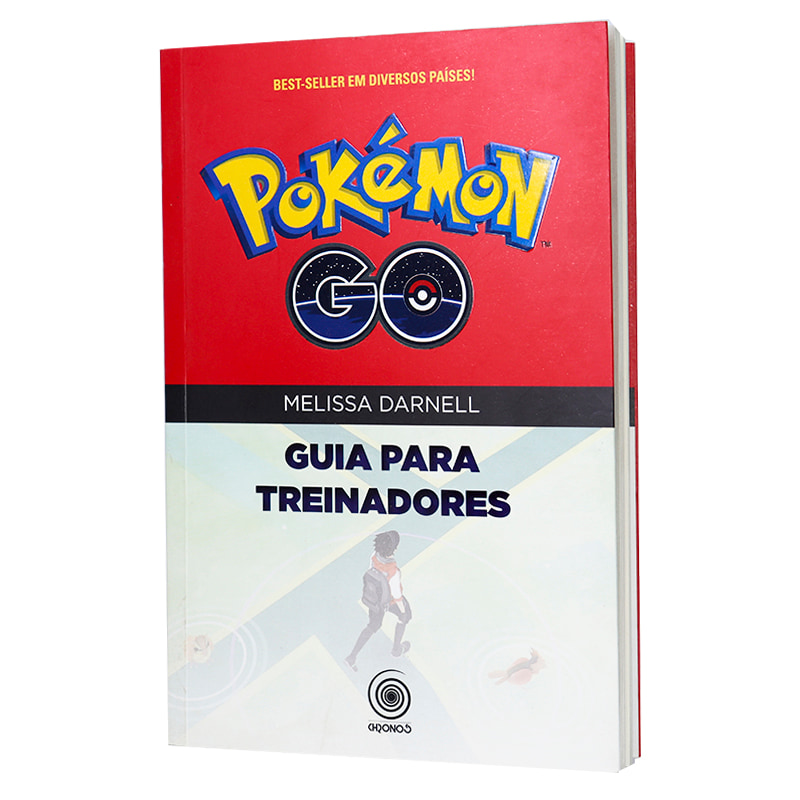 BEST-SELLER EM DIVERSOS PAÍSES!
POKéMON
GO
MELISSA DARNELL
GUIA PARA
TREINADORES
CHRONOS